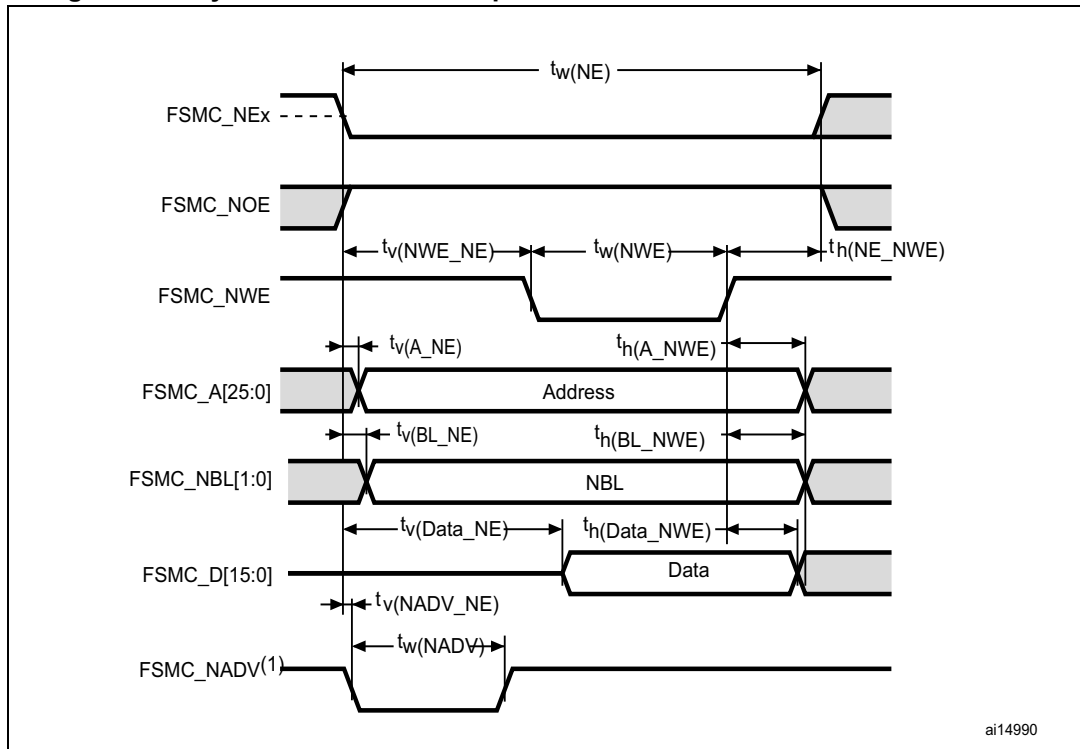 tw(NE)
FSMC_NEx
FSMC_NOE
tv(NWE_NE)
tw(NWE)
th(NE_NWE)
FSMC_NWE
tv(A_NE)
th(A_NWE)
FSMC_A[25:0]
Address
tv(BL_NE)
th(BL_NWE)
FSMC_NBL[1:0]
NBL
tv(Data_NE)
th(Data_NWE)
FSMC_D[15:0]
Data
tv(NADV_NE)
tw(NADV)
FSMC_NADV(1)
ai14990